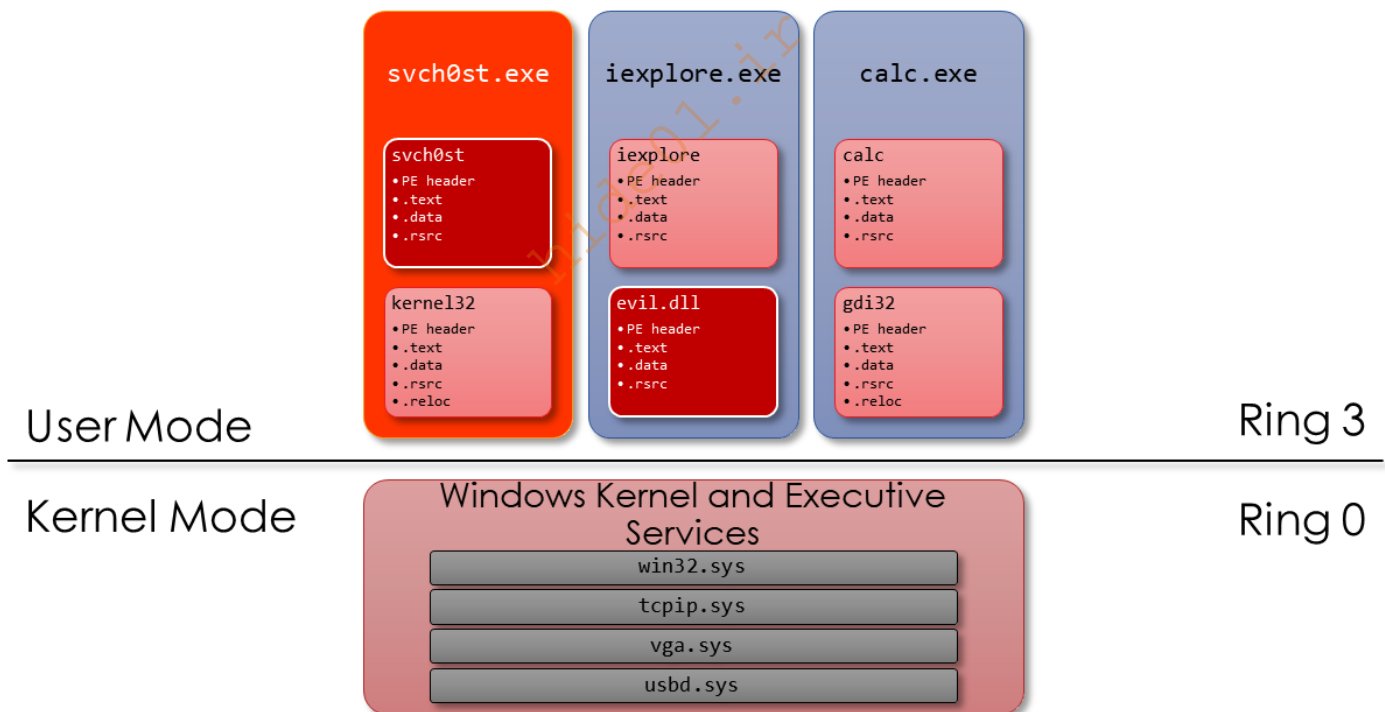 svch0st.exe
iexplore.exe
calc.exe
svch0st
•PE header
•.text
•.data
•.rsrc
iexplore
•PE header
•.text
•.data
•.rsrc
calc
•PE header
•.text
•.data
•.rsrc
kernel32
•PE header
•.text
•.data
•.rsrc
•.reloc
evil.dll
•PE header
•.text
•.data
•.rsrc
gdi32
•PE header
•.text
•.data
•.rsrc
•.reloc
hide01.ir
User Mode
Ring 3
Kernel Mode
Ring 0
Windows Kernel and Executive
Services
win32.sys
tcpip.sys
vga.sys
usbd.sys